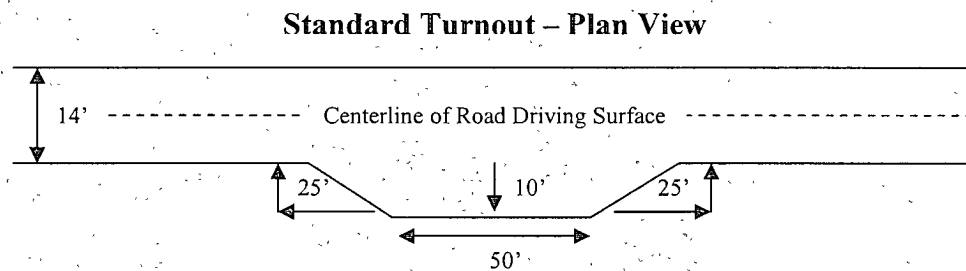 Standard Turnout – Plan View
14'
Centerline of Road Driving Surface
25'
10'
25'
50'